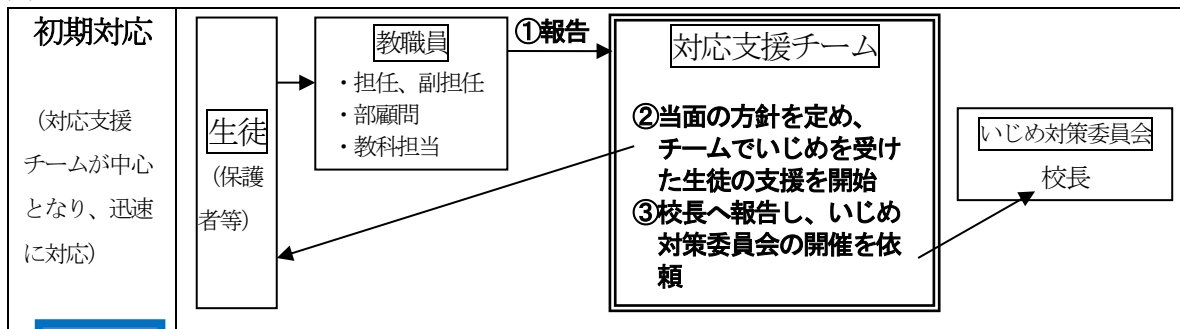 初期対応
（対応支援
チームが中心
となり、迅速
に対応）
生徒
（保護
者等）
教職員
・担任、副担任
・部顧問
・教科担当
①報告
対応支援チーム
②当面の方針を定め、
チームでいじめを受け
た生徒の支援を開始
③校長へ報告し、いじめ
対策委員会の開催を依
頼
いじめ対策委員会
校長